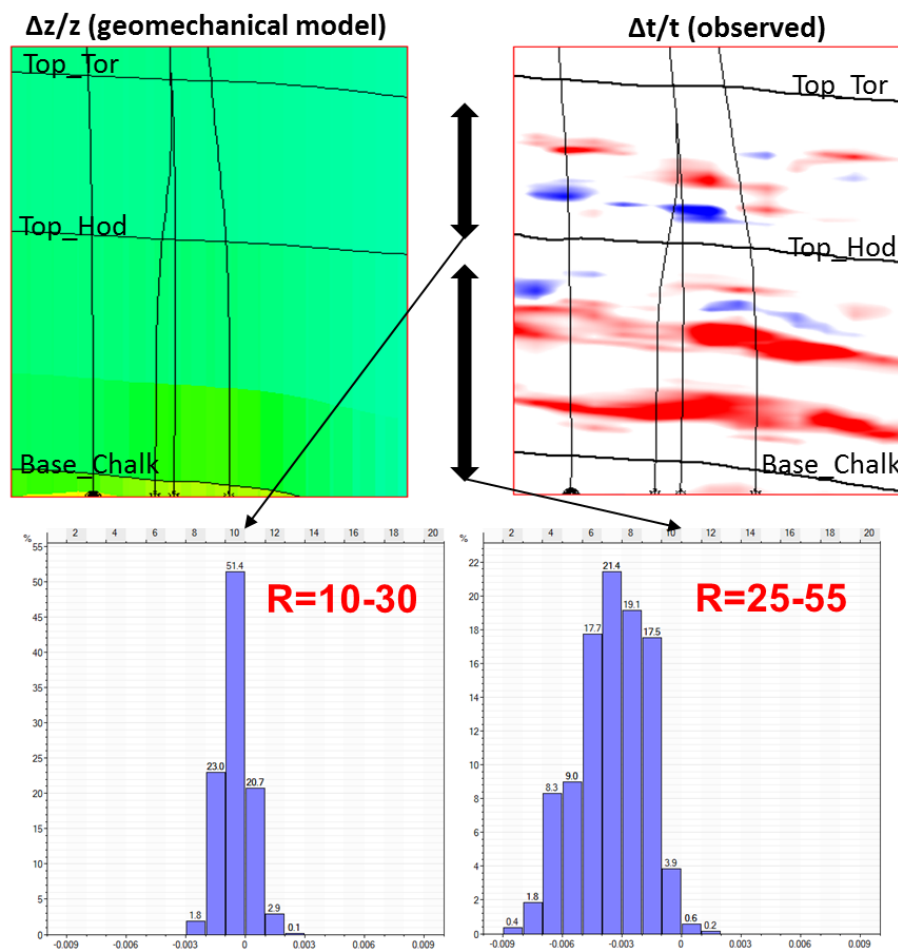 Δz/z (geomechanical model)
Δt/t (observed)
Top_Tor
Top_Hod
Base_Chalk
Top_Tor
Top_Hod
Base_Chalk
% 2 4 6 8 10 12 14 16 18 20
55
50
45
40
35
30
25
20
15
10
5
0
1.8 23.0 51.4 20.7 2.9 0.1
R=10-30
-0.009 -0.006 -0.003 0 0.003 0.006 0.009
% 2 4 6 8 10 12 14 16 18 20
22
20
18
16
14
12
10
8
6
4
2
0
0.4 1.8 8.3 9.0 17.7 21.4 19.1 17.5 3.9 0.6 0.2
R=25-55
-0.009 -0.006 -0.003 0 0.003 0.006 0.009